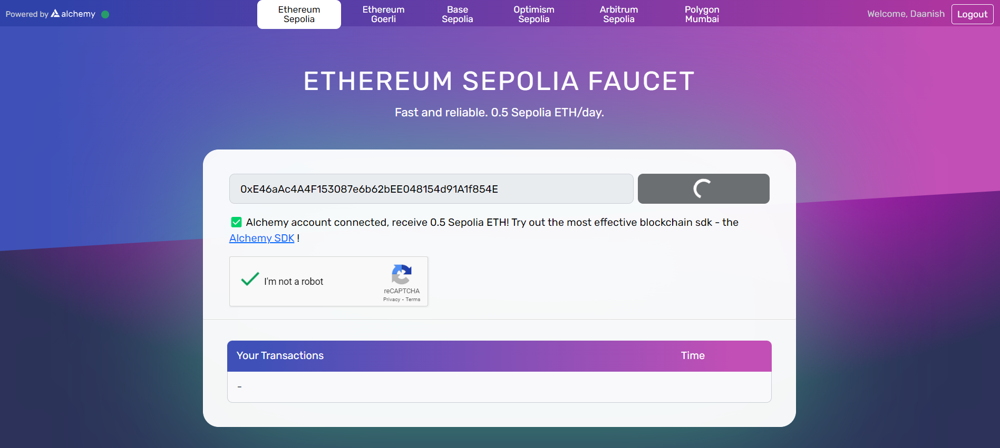 Powered by alchemy
Ethereum
Sepolia
Ethereum
Goerli
Base
Sepolia
Optimism
Sepolia
Arbitrum
Sepolia
Polygon
Mumbai
Welcome, Daanish
Logout
ETHEREUM SEPOLIA FAUCET
Fast and reliable. 0.5 Sepolia ETH/day.
0xE46aAc4A4F153087e6b62bEE048154d91A1f854E
Alchemy account connected, receive 0.5 Sepolia ETH! Try out the most effective blockchain sdk - the
Alchemy SDK !
I'm not a robot
reCAPTCHA
Privacy - Terms
Your Transactions Time
-